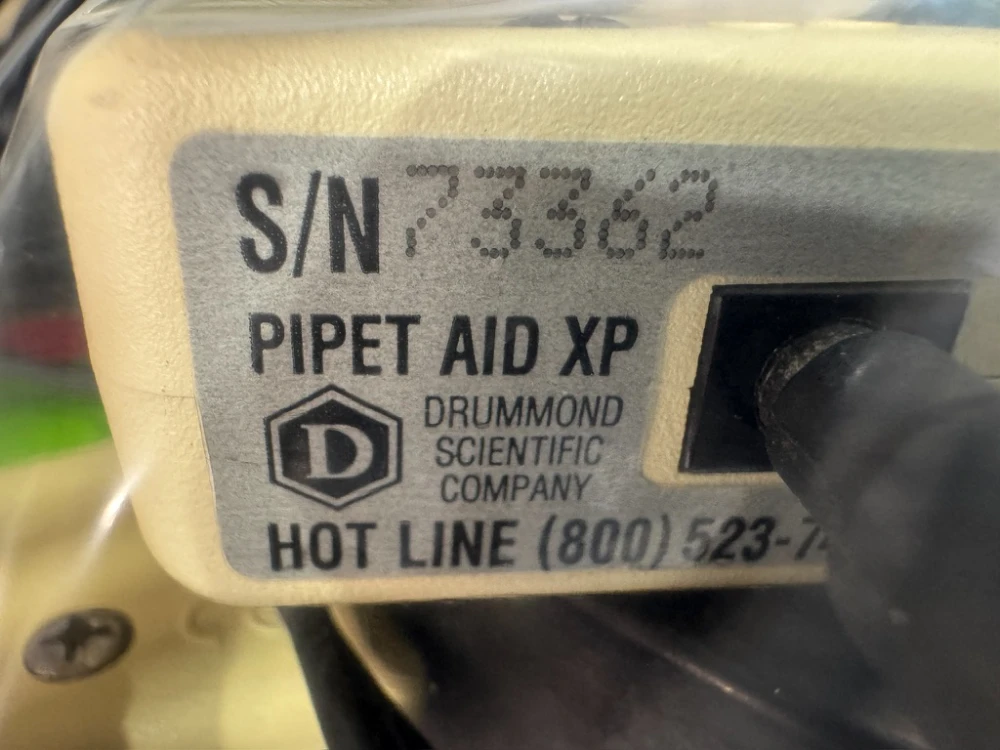 S/N 73362
PIPET AID XP
D
DRUMMOND
SCIENTIFIC
COMPANY
HOT LINE (800) 523-7